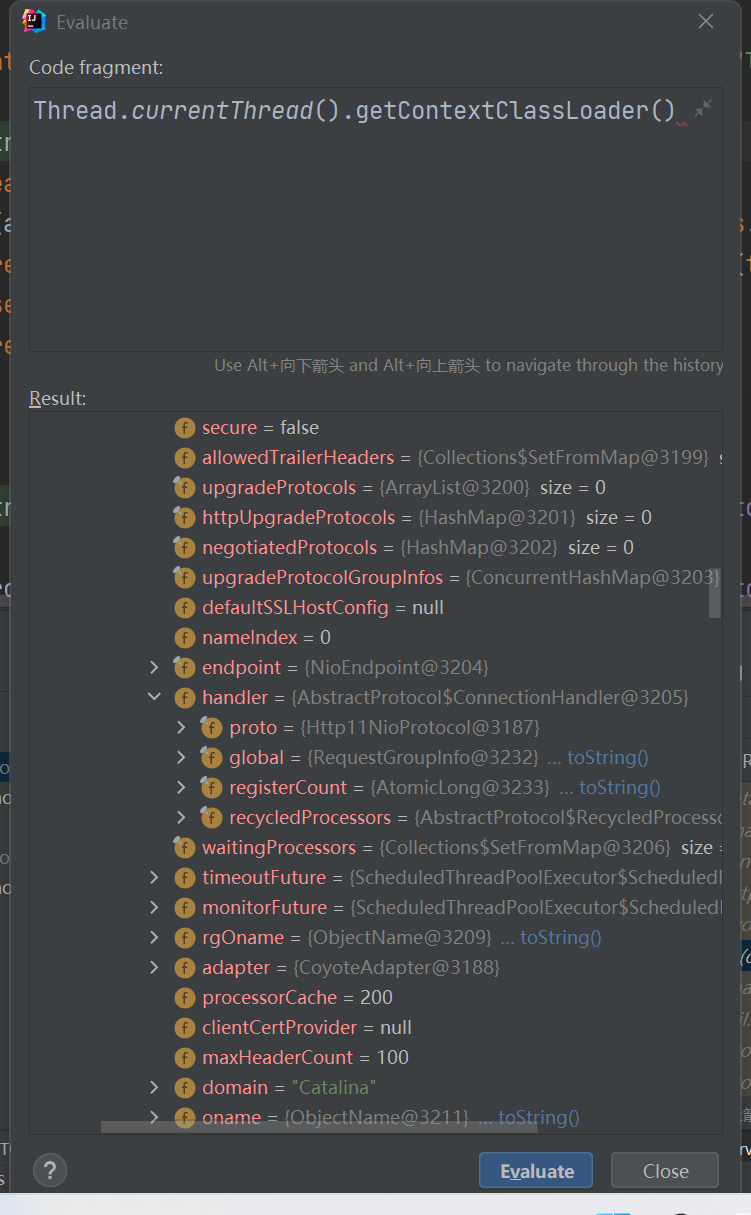 Evaluate
Code fragment:
Thread.currentThread().getContextClassLoader()
Use Alt+向下箭头 and Alt+向上箭头 to navigate through the history
Result:
secure = false
allowedTrailerHeaders = {Collections$SetFromMap@3199} s
upgradeProtocols = {ArrayList@3200} size = 0
httpUpgradeProtocols = {HashMap@3201} size = 0
negotiatedProtocols = {HashMap@3202} size = 0
upgradeProtocolGroupInfos = {ConcurrentHashMap@3203}
defaultSSLHostConfig = null
nameIndex = 0
endpoint = {NioEndpoint@3204}
handler = {AbstractProtocol$ConnectionHandler@3205}
proto = {Http11NioProtocol@3187}
global = {RequestGroupInfo@3232} ... toString()
registerCount = {AtomicLong@3233} ... toString()
recycledProcessors = {AbstractProtocol$RecycledProcesso
waitingProcessors = {Collections$SetFromMap@3206} size =
timeoutFuture = {ScheduledThreadPoolExecutor$Scheduled
monitorFuture = {ScheduledThreadPoolExecutor$Scheduled
rgOname = {ObjectName@3209} ... toString()
adapter = {CoyoteAdapter@3188}
processorCache = 200
clientCertProvider = null
maxHeaderCount = 100
domain = "Catalina"
oname = {ObjectName@3211} ... toString()
? Evaluate Close